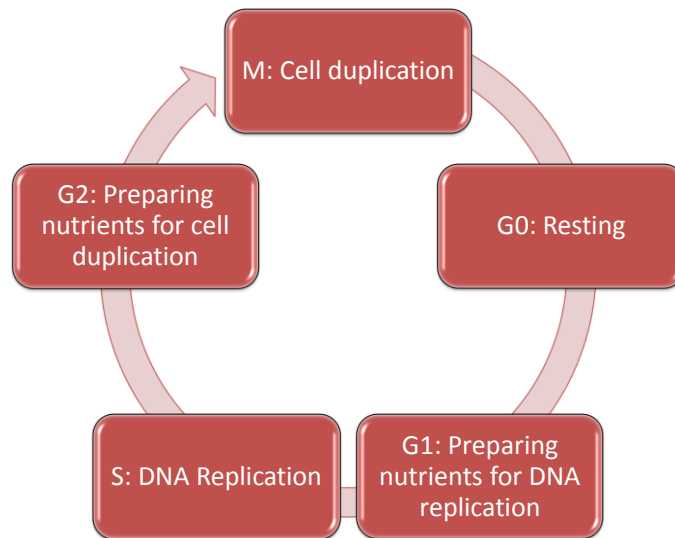 M: Cell duplication
G0: Resting
G1: Preparing
nutrients for DNA
replication
S: DNA Replication
G2: Preparing
nutrients for cell
duplication